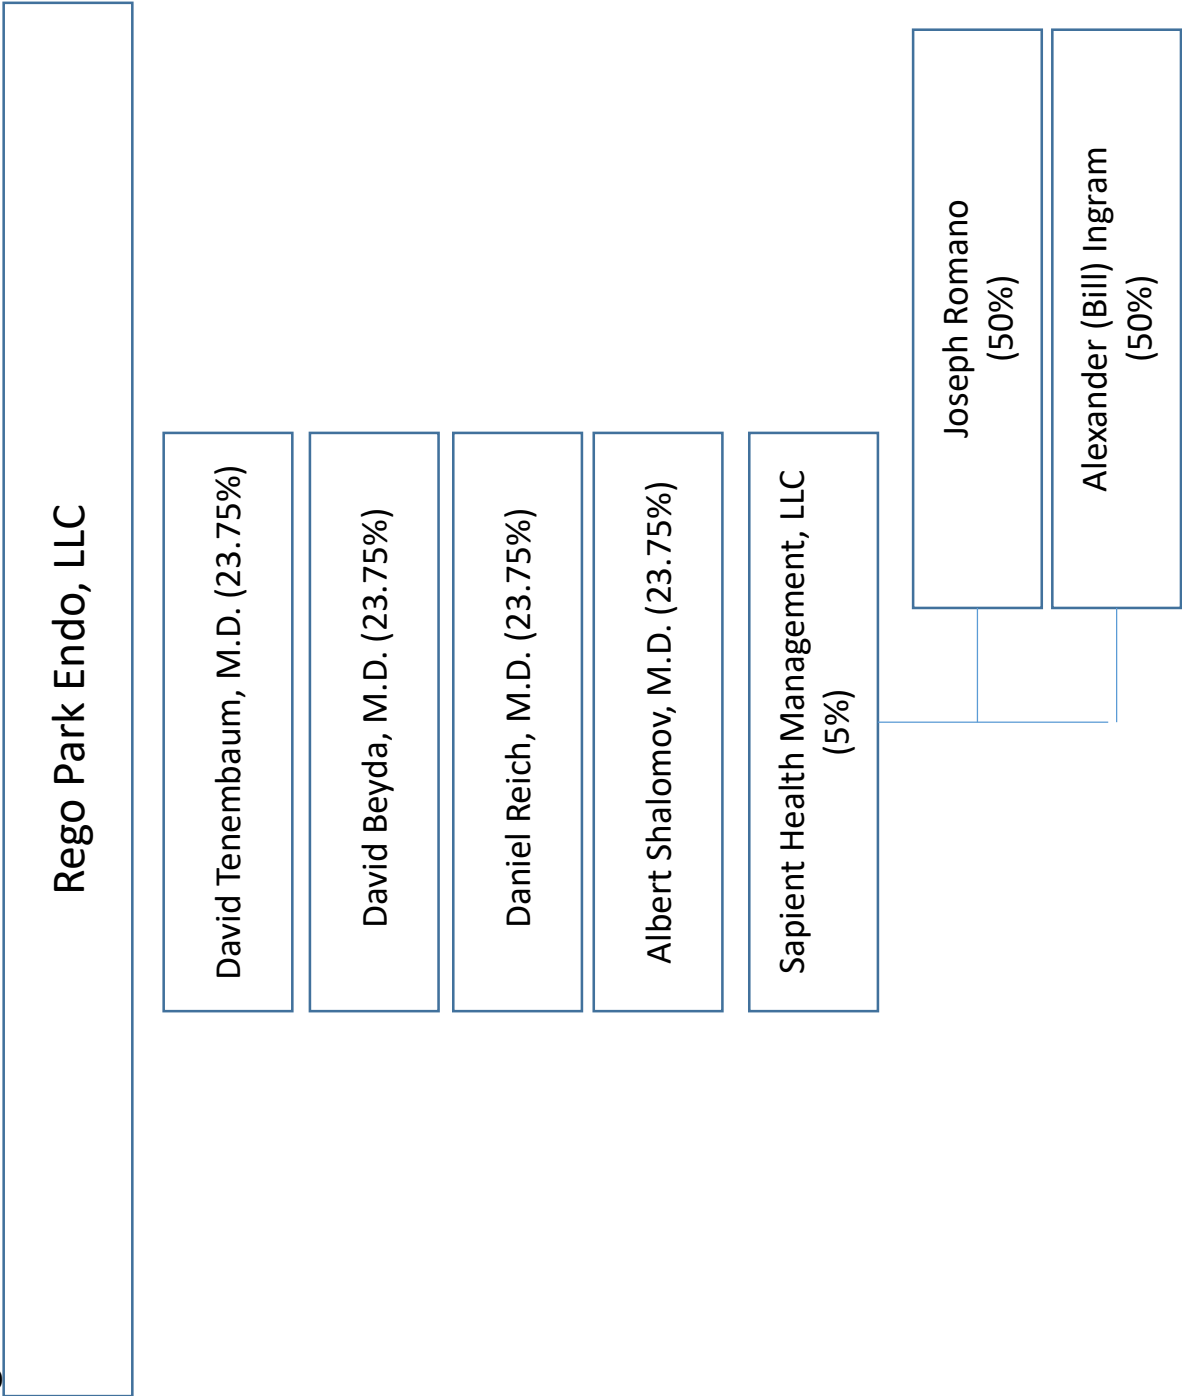 Rego Park Endo, LLC
David Tenembaum, M.D. (23.75%)
David Beyda, M.D. (23.75%)
Daniel Reich, M.D. (23.75%)
Albert Shalomov, M.D. (23.75%)
Sapient Health Management, LLC
(5%)
Joseph Romano
(50%)
Alexander (Bill) Ingram
(50%)